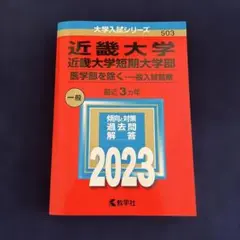 大学入試シリーズ
503
近畿大学
近畿大学短期大学部
医学部を除く 一般入試前期
最近3カ年
一般
傾向と対策
過去問
解答
2023
教学社